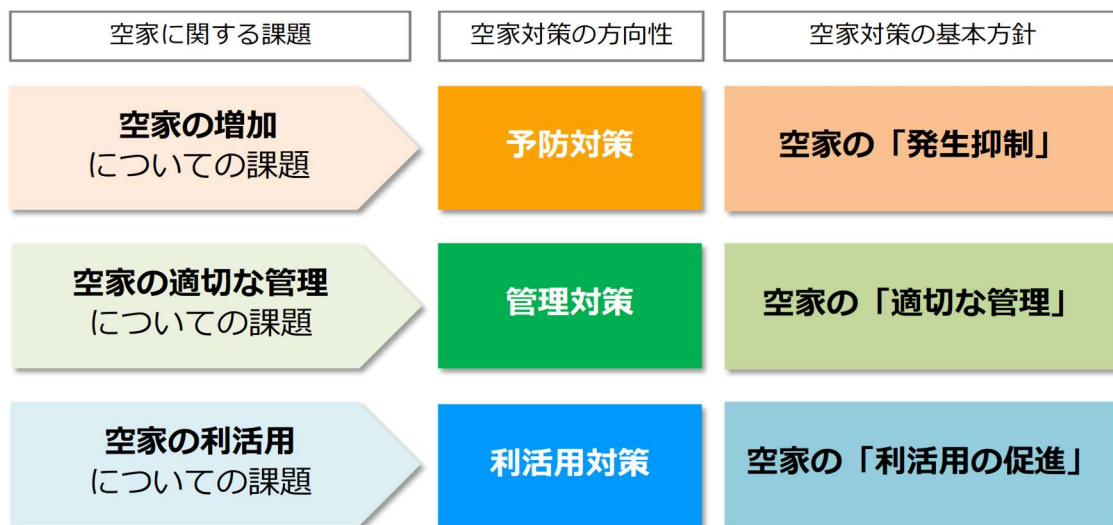 空家に関する課題
空家対策の方向性
空家対策の基本方針
空家の増加
についての課題
予防対策
空家の「発生抑制」
空家の適切な管理
についての課題
管理対策
空家の「適切な管理」
空家の利活用
についての課題
利活用対策
空家の「利活用の促進」